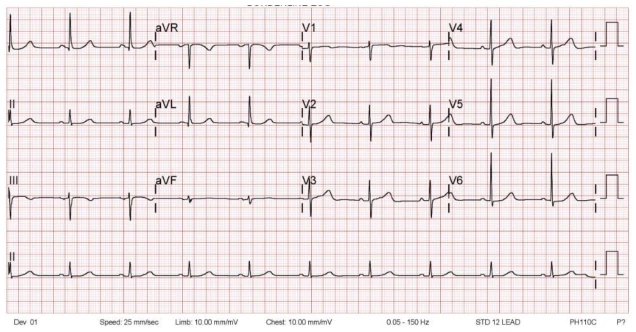 aVR V1 V4
II aVL V2 V5
III aVF V3 V6
II
Dev 01 Speed: 25 mm/sec Limb: 10.00 mm/mV Chest: 10.00 mm/mV 0.05 - 150 Hz STD 12 LEAD PH110C P?